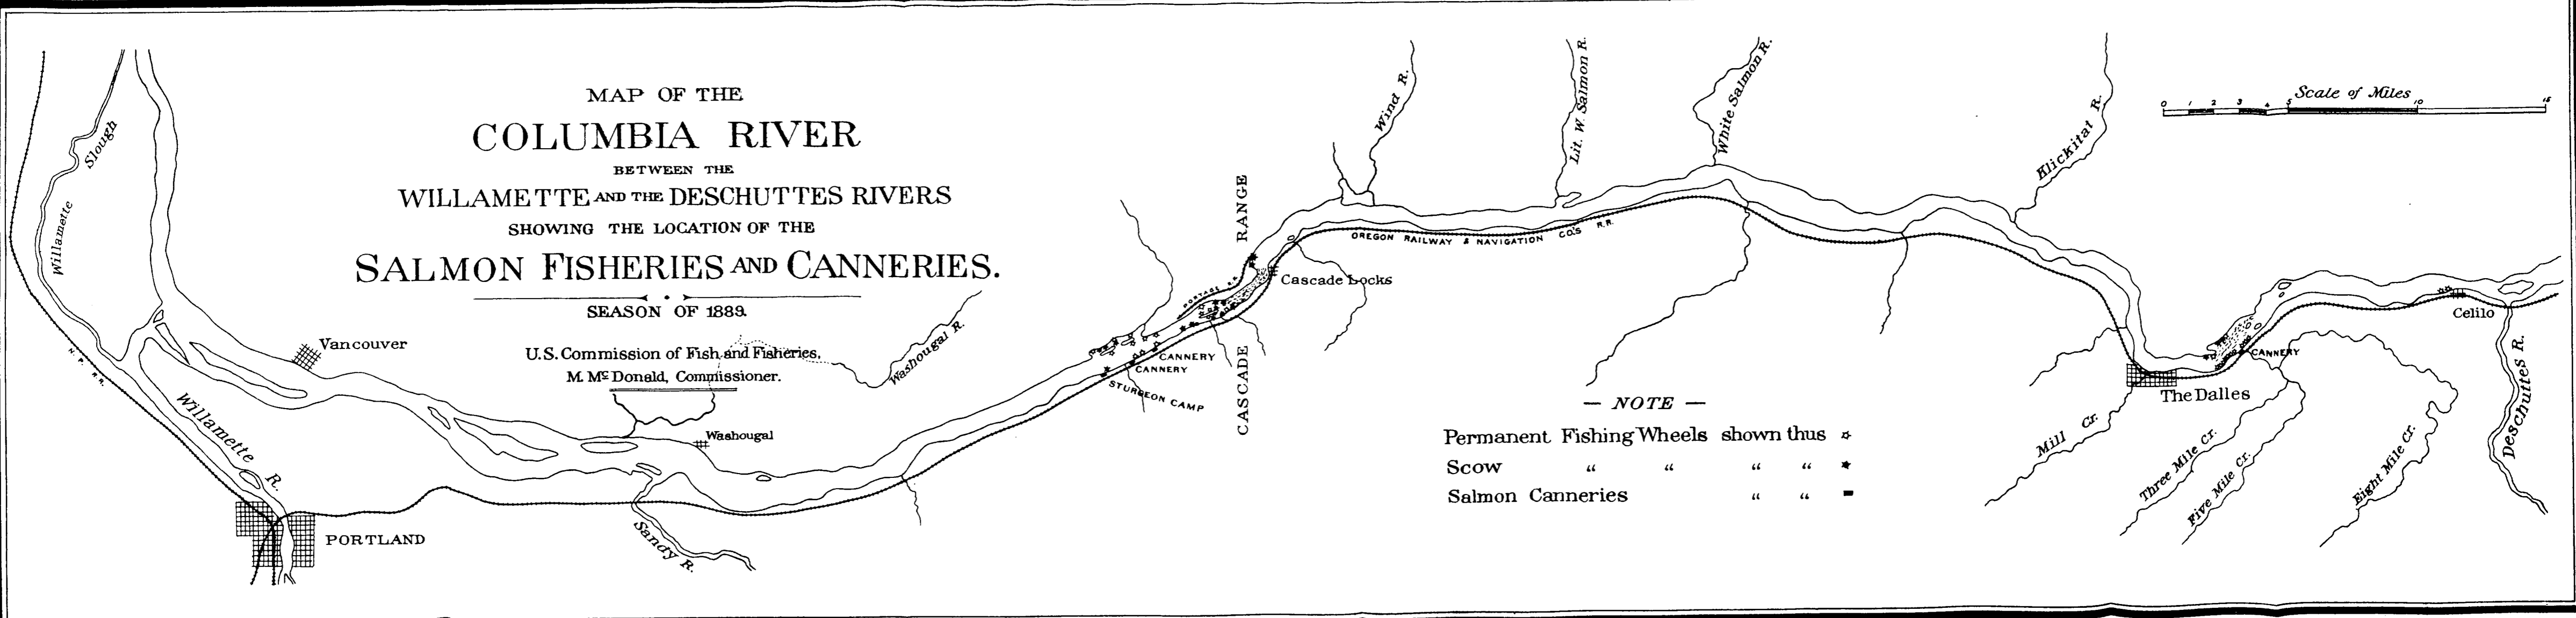 MAP OF THE
COLUMBIA RIVER
BETWEEN THE
WILLAMETTE AND THE DESCHUTTES RIVERS
SHOWING THE LOCATION OF THE
SALMON FISHERIES AND CANNERIES.
SEASON OF 1889.
U.S. Commission of Fish and Fisheries,
M. Mc Donald, Commissioner.
Scale of Miles
0 1 2 3 4 5 10 15
Willamette Slough
N. P. R.R.
Vancouver
Willamette R.
PORTLAND
Washougal R.
Washougal
Sandy R.
CANNERY
CANNERY
STURGEON CAMP
CASCADE RANGE
PORTAGE R.R.
Cascade Locks
OREGON RAILWAY & NAVIGATION CO'S R.R.
Wind R.
Lit. W. Salmon R.
White Salmon R.
Klickitat R.
The Dalles
CANNERY
Celilo
Mill Cr.
Three Mile Cr.
Five Mile Cr.
Eight Mile Cr.
Deschuttes R.
— NOTE —
Permanent Fishing Wheels shown thus ☆
Scow " " " " ★
Salmon Canneries " " ▬